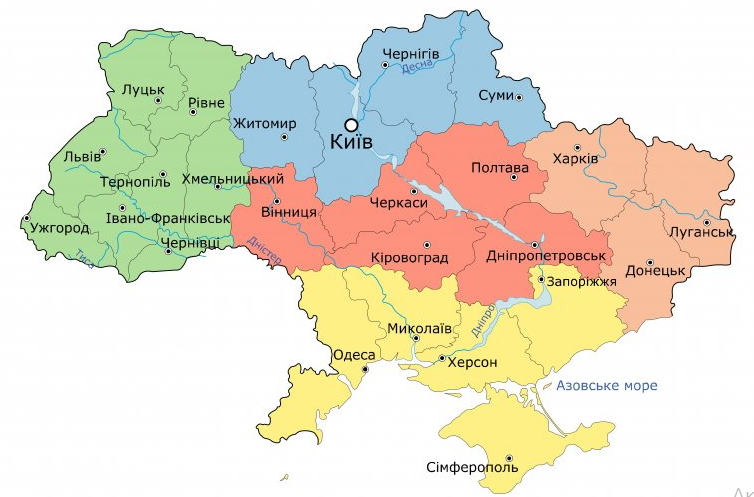 Чернігів
Десна
Луцьк
Рівне
Суми
Житомир
Київ
Львів
Харків
Полтава
Тернопіль
Хмельницький
Черкаси
Вінниця
Івано-Франківськ
Ужгород
Луганськ
Чернівці
Дністер
Тиса
Кіровоград
Дніпропетровськ
Донецьк
Запоріжжя
Дніпро
Миколаїв
Одеса
Херсон
Азовське море
Сімферополь